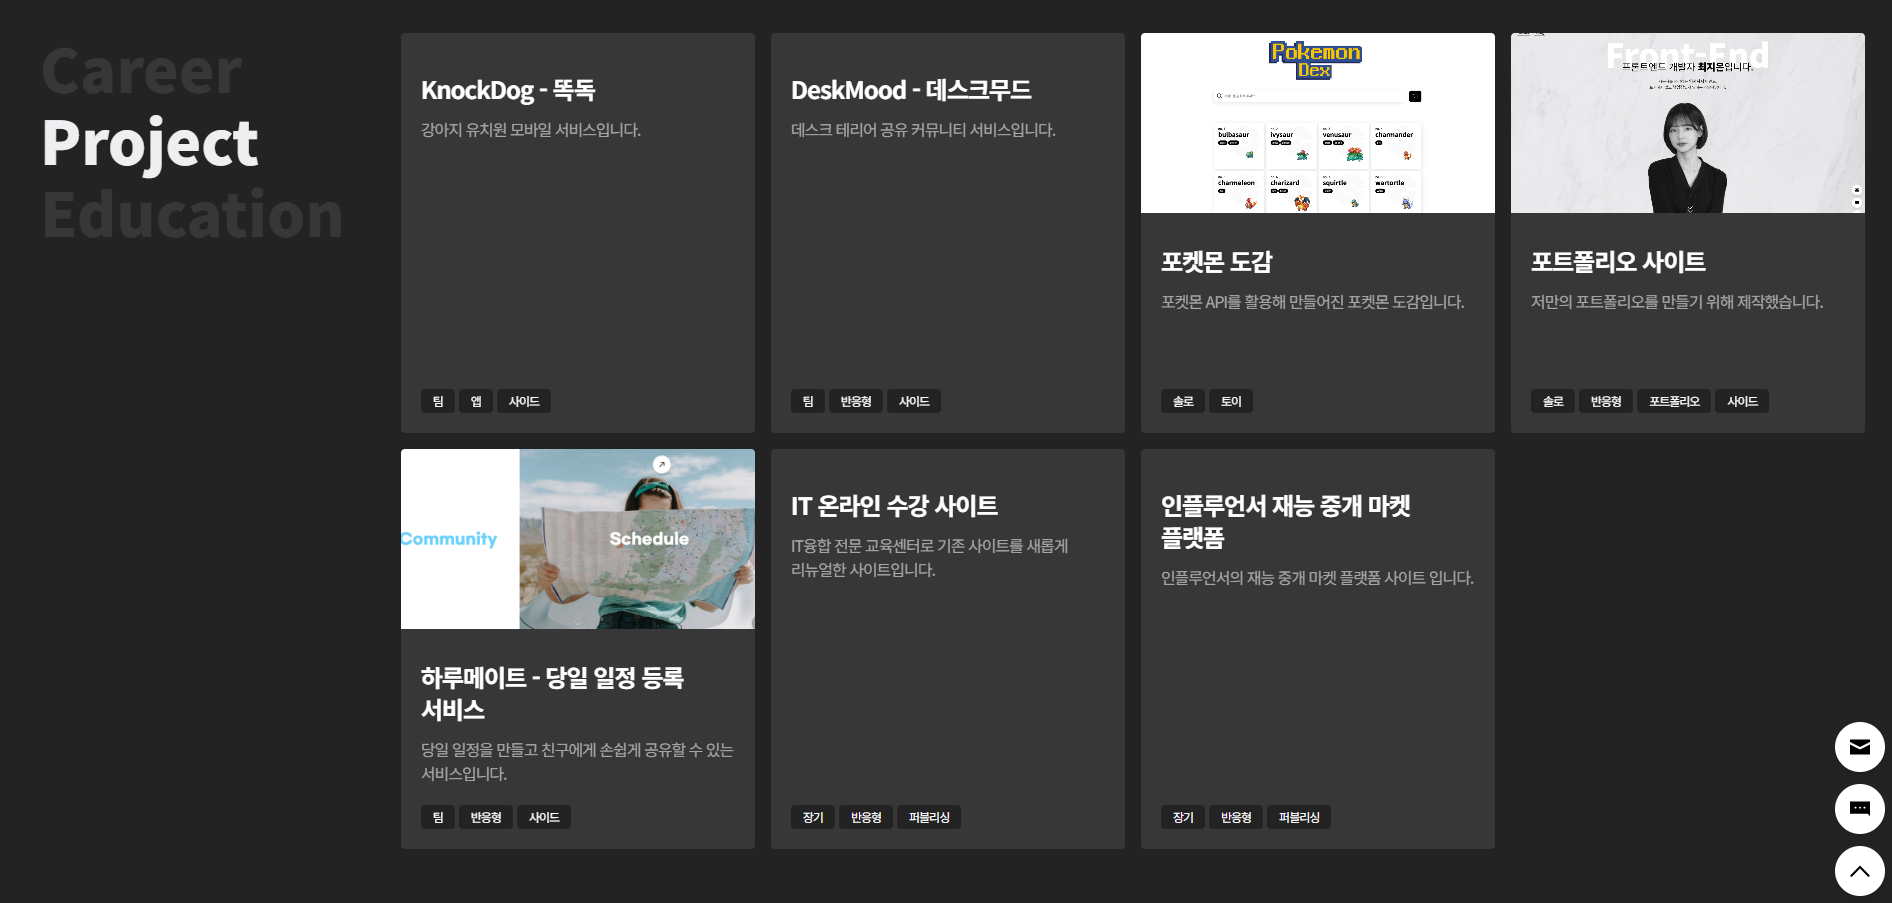 Career
Project
Education
KnockDog - 똑똑
강아지 유치원 모바일 서비스입니다.
팀
앱
사이드
DeskMood - 데스크무드
데스크 테리어 공유 커뮤니티 서비스입니다.
팀
반응형
사이드
Pokemon
Dex
bulbasaur
ivysaur
venusaur
charmander
charmeleon
charizard
squirtle
wartortle
포켓몬 도감
포켓몬 API를 활용해 만들어진 포켓몬 도감입니다.
솔로
토이
Front-End
프론트엔드 개발자 최지은입니다.
포트폴리오 사이트
저만의 포트폴리오를 만들기 위해 제작했습니다.
솔로
반응형
포트폴리오
사이드
Community
Schedule
하루메이트 - 당일 일정 등록
서비스
당일 일정을 만들고 친구에게 손쉽게 공유할 수 있는
서비스입니다.
팀
반응형
사이드
IT 온라인 수강 사이트
IT융합 전문 교육센터로 기존 사이트를 새롭게
리뉴얼한 사이트입니다.
장기
반응형
퍼블리싱
인플루언서 재능 중개 마켓
플랫폼
인플루언서의 재능 중개 마켓 플랫폼 사이트 입니다.
장기
반응형
퍼블리싱